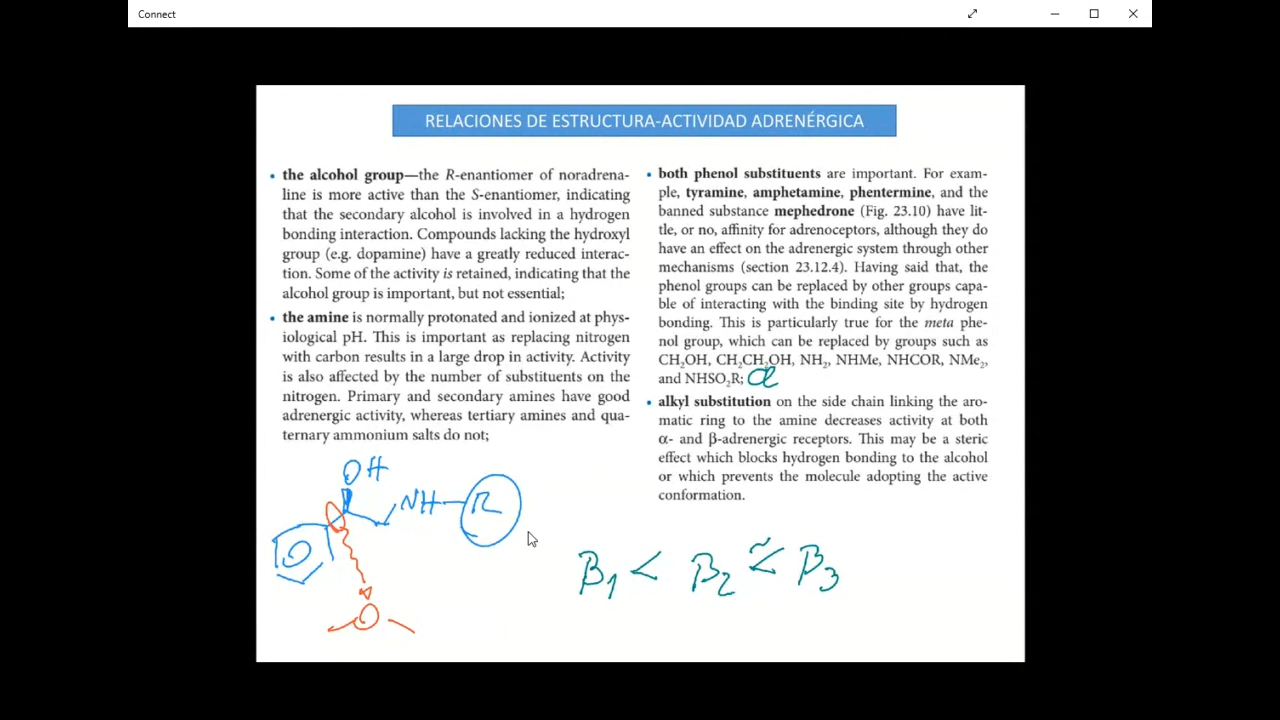 Connect
RELACIONES DE ESTRUCTURA-ACTIVIDAD ADRENÉRGICA
• the alcohol group—the R-enantiomer of noradrena-
line is more active than the S-enantiomer, indicating
that the secondary alcohol is involved in a hydrogen
bonding interaction. Compounds lacking the hydroxyl
group (e.g. dopamine) have a greatly reduced interac-
tion. Some of the activity is retained, indicating that the
alcohol group is important, but not essential;
• the amine is normally protonated and ionized at phys-
iological pH. This is important as replacing nitrogen
with carbon results in a large drop in activity. Activity
is also affected by the number of substituents on the
nitrogen. Primary and secondary amines have good
adrenergic activity, whereas tertiary amines and qua-
ternary ammonium salts do not;
• both phenol substituents are important. For exam-
ple, tyramine, amphetamine, phentermine, and the
banned substance mephedrone (Fig. 23.10) have lit-
tle, or no, affinity for adrenoceptors, although they do
have an effect on the adrenergic system through other
mechanisms (section 23.12.4). Having said that, the
phenol groups can be replaced by other groups capa-
ble of interacting with the binding site by hydrogen
bonding. This is particularly true for the meta phe-
nol group, which can be replaced by groups such as
CH₂OH, CH₂CH₂OH, NH₂, NHMe, NHCOR, NMe₂,
and NHSO₂R;
• alkyl substitution on the side chain linking the aro-
matic ring to the amine decreases activity at both
α- and β-adrenergic receptors. This may be a steric
effect which blocks hydrogen bonding to the alcohol
or which prevents the molecule adopting the active
conformation.
OH
NH–R
O
β₁ < β₂ ≲ β₃